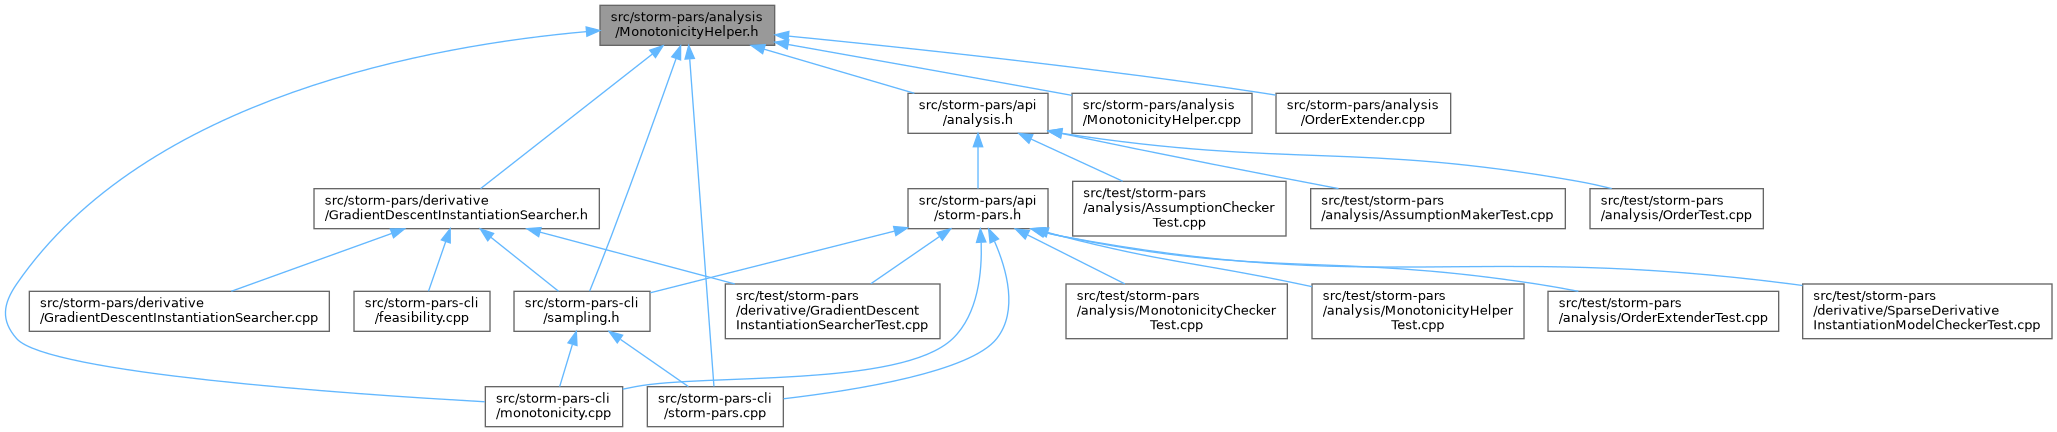 src/storm-pars/analysis
/MonotonicityHelper.h
src/storm-pars/api
/analysis.h
src/storm-pars/analysis
/MonotonicityHelper.cpp
src/storm-pars/analysis
/OrderExtender.cpp
src/storm-pars/derivative
/GradientDescentInstantiationSearcher.h
src/storm-pars/api
/storm-pars.h
src/test/storm-pars
/analysis/AssumptionChecker
Test.cpp
src/test/storm-pars
/analysis/AssumptionMakerTest.cpp
src/test/storm-pars
/analysis/OrderTest.cpp
src/storm-pars/derivative
/GradientDescentInstantiationSearcher.cpp
src/storm-pars-cli
/feasibility.cpp
src/storm-pars-cli
/sampling.h
src/test/storm-pars
/derivative/GradientDescent
InstantiationSearcherTest.cpp
src/test/storm-pars
/analysis/MonotonicityChecker
Test.cpp
src/test/storm-pars
/analysis/MonotonicityHelper
Test.cpp
src/test/storm-pars
/analysis/OrderExtenderTest.cpp
src/test/storm-pars
/derivative/SparseDerivative
InstantiationModelCheckerTest.cpp
src/storm-pars-cli
/monotonicity.cpp
src/storm-pars-cli
/storm-pars.cpp